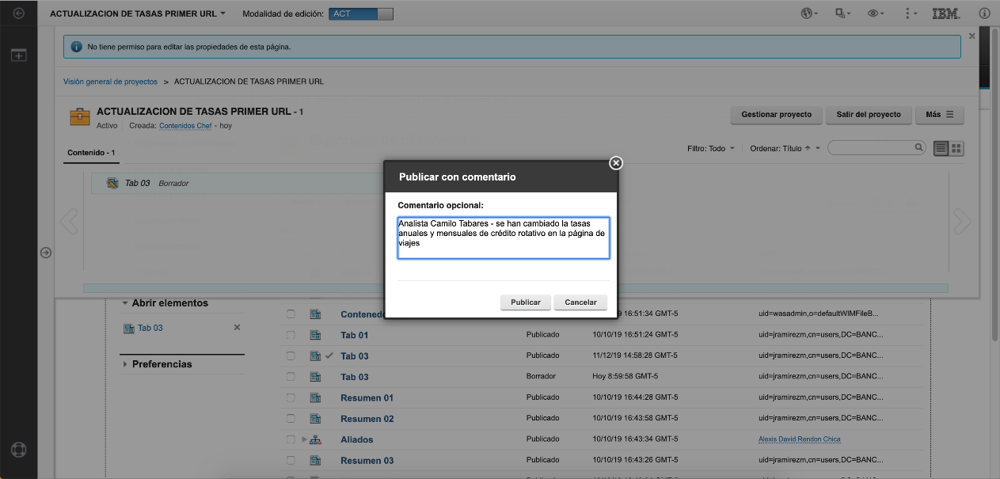 ACTUALIZACION DE TASAS PRIMER URL
Modalidad de edición: ACT
IBM.
No tiene permiso para editar las propiedades de esta página.
Visión general de proyectos > ACTUALIZACION DE TASAS PRIMER URL
ACTUALIZACION DE TASAS PRIMER URL - 1
Activo Creada: Contenidos Chef - hoy
Gestionar proyecto
Salir del proyecto
Más
Contenido - 1
Filtro: Todo
Ordenar: Título
Tab 03 Borrador
Publicar con comentario
Comentario opcional:
Analista Camilo Tabares - se han cambiado la tasas
anuales y mensuales de crédito rotativo en la página de
viajes
Publicar
Cancelar
Abrir elementos
Tab 03
Preferencias
9 16:51:34 GMT-5 uid=wasadmin,o=defaultWIMFileB...
Tab 01 Publicado 10/10/19 16:51:24 GMT-5 uid=jramirezm,cn=users,DC=BANC...
Tab 03 Publicado 11/12/19 14:58:28 GMT-5 uid=jramirezm,cn=users,DC=BANC...
Tab 03 Borrador Hoy 8:59:58 GMT-5 uid=jramirezm,cn=users,DC=BANC...
Resumen 01 Publicado 10/10/19 16:44:28 GMT-5 uid=jramirezm,cn=users,DC=BANC...
Resumen 02 Publicado 10/10/19 16:43:58 GMT-5 uid=jramirezm,cn=users,DC=BANC...
Aliados Publicado 10/10/19 16:43:34 GMT-5 Alexis David Rendon Chica
Resumen 03 Publicado 10/10/19 16:43:26 GMT-5 uid=jramirezm,cn=users,DC=BANC...